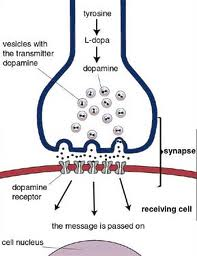 tyrosine
L-dopa
vesicles with the
transmitter
dopamine
dopamine
synapse
dopamine
receptor
receiving cell
the message is passed on
cell nucleus